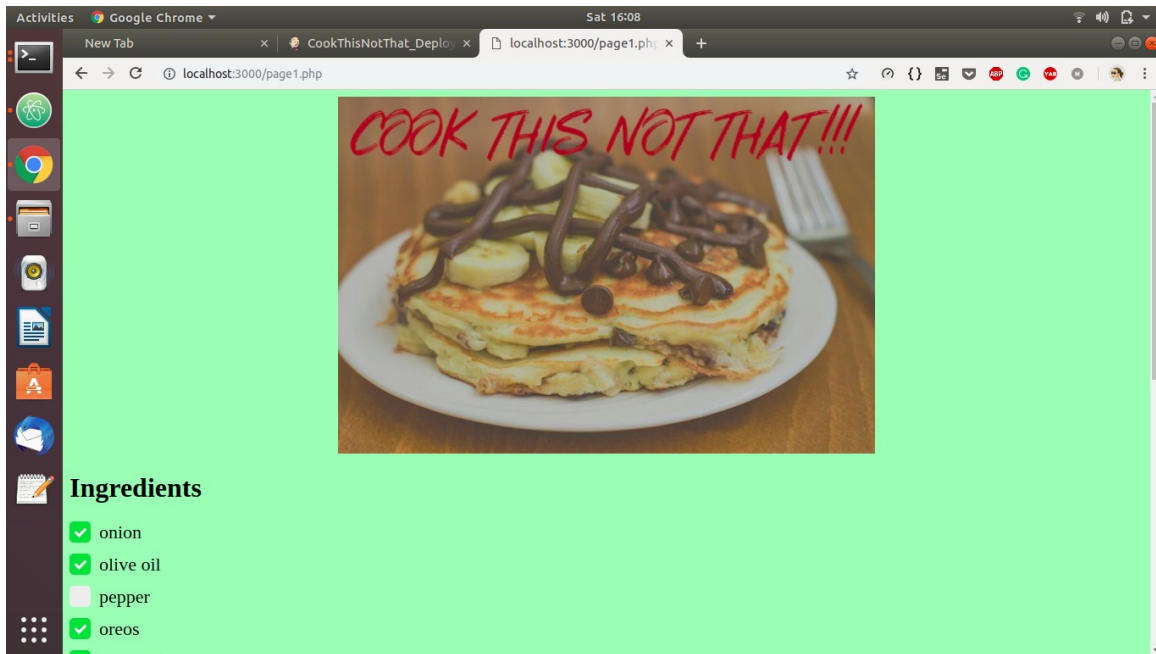 Activities Google Chrome Sat 16:08
New Tab CookThisNotThat_Deploy localhost:3000/page1.ph
localhost:3000/page1.php
COOK THIS NOT THAT!!!
Ingredients
onion
olive oil
pepper
oreos